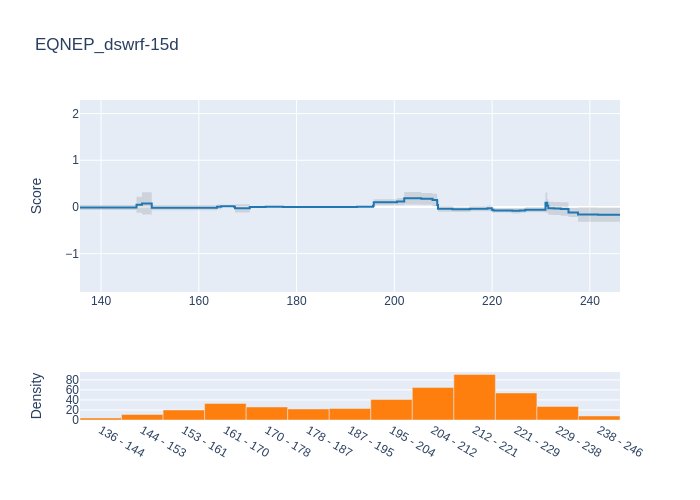 EQNEP_dswrf-15d
Score
2
1
0
−1
140 160 180 200 220 240
Density
80
60
40
20
0
136 - 144 144 - 153 153 - 161 161 - 170 170 - 178 178 - 187 187 - 195 195 - 204 204 - 212 212 - 221 221 - 229 229 - 238 238 - 246